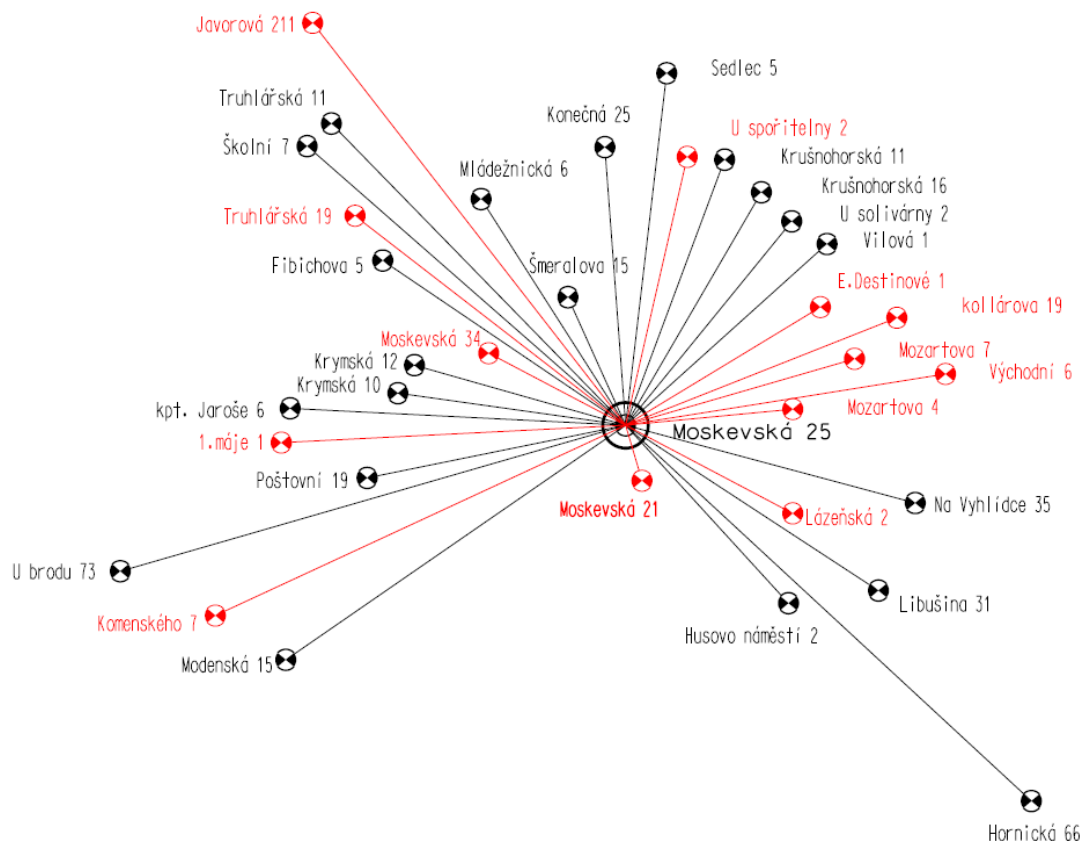 Javorová 211
Sedlec 5
Truhlářská 11
Konečná 25
U spořitelny 2
Školní 7
Krušnohorská 11
Mládežnická 6
Krušnohorská 16
Truhlářská 19
U solivárny 2
Vilová 1
Fibichova 5
Šmeralova 15
E.Destinové 1
kollárova 19
Moskevská 34
Mozartova 7
Krymská 12
Východní 6
Krymská 10
kpt. Jaroše 6
Mozartova 4
Moskevská 25
1.máje 1
Poštovní 19
Moskevská 21
Na Vyhlídce 35
Lázeňská 2
U brodu 73
Libušina 31
Komenského 7
Husovo náměstí 2
Modenská 15
Hornická 66